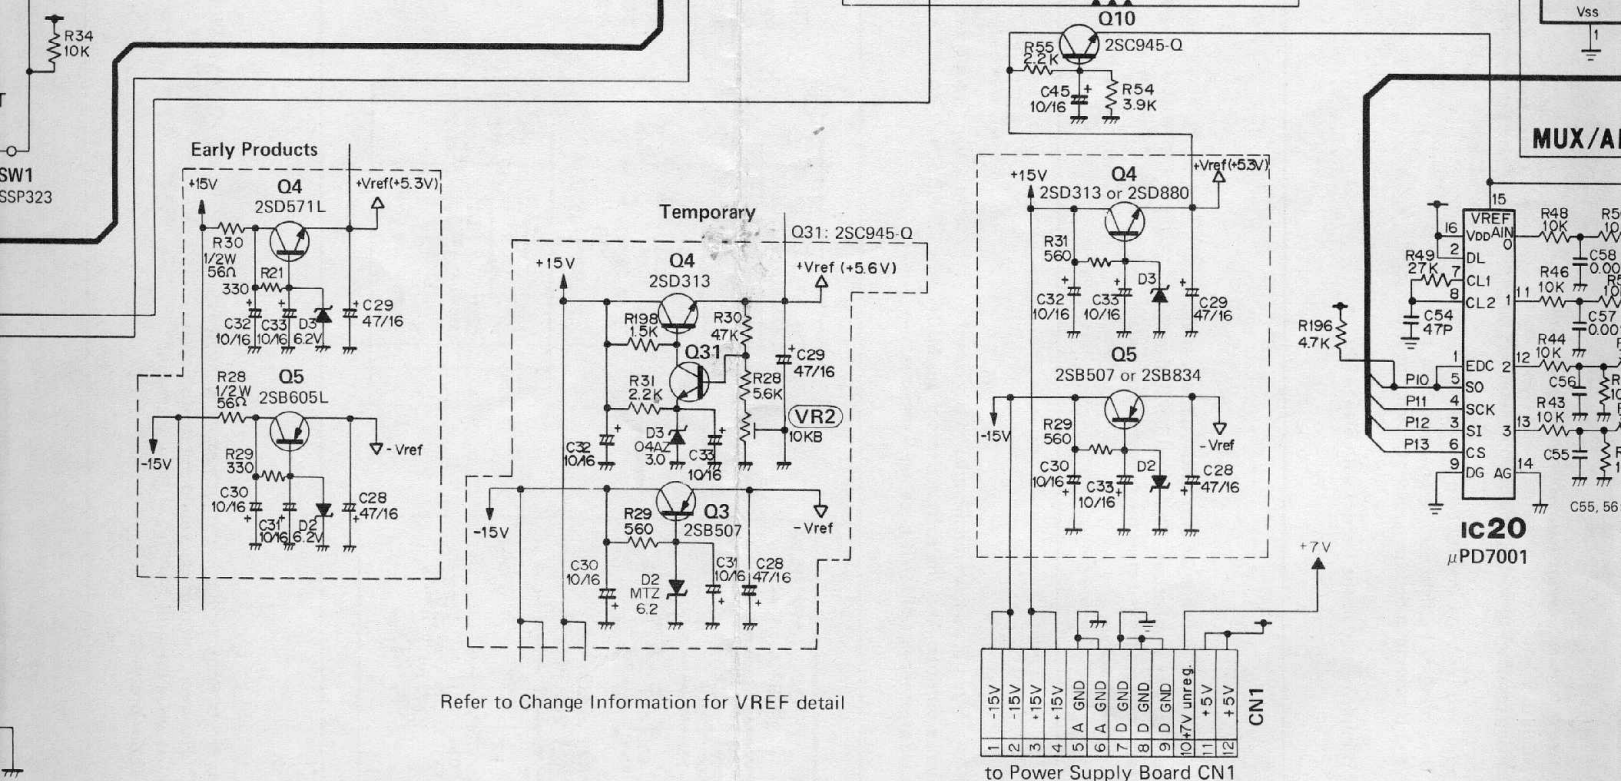 R34
10K
T
SW1
SSP323
Early Products
+15V
Q4
2SD571L
+Vref(+5.3V)
R30
1/2W
56Ω
R21
330
C32
10/16
C33
10/16
D3
6.2V
C29
47/16
R28
1/2W
56Ω
Q5
2SB605L
-15V
-Vref
R29
330
C30
10/16
C31
10/16
D2
6.2V
C28
47/16
Temporary
Q31: 2SC945-Q
+15V
Q4
2SD313
+Vref (+5.6V)
R198
1.5K
R30
47K
Q31
C29
47/16
R31
2.2K
R28
5.6K
VR2
10KB
C32
10/16
D3
04AZ
3.0
C33
10/16
-15V
Q3
2SB507
-Vref
R29
560
C30
10/16
D2
MTZ
6.2
C31
10/16
C28
47/16
Refer to Change Information for VREF detail
Q10
2SC945-Q
R55
2.2K
C45
10/16
R54
3.9K
+15V
Q4
2SD313 or 2SD880
+Vref(+5.3V)
R31
560
C32
10/16
C33
10/16
D3
C29
47/16
Q5
2SB507 or 2SB834
-15V
-Vref
R29
560
C30
10/16
C33
10/16
D2
C28
47/16
+7V
1 -15V
2 -15V
3 +15V
4 +15V
5 A GND
6 A GND
7 D GND
8 D GND
9 D GND
10 +7V unreg.
11 +5V
12 +5V
CN1
to Power Supply Board CN1
Vss
1
MUX/A
15
VREF
16 VDD AIN 0
2 DL
7 CL1
8 CL2 1 11
1 EDC 2 12
5 SO
4 SCK
3 SI 3 13
6 CS
9 DG AG 14
R49
27K
C54
47P
R196
4.7K
P10
P11
P12
P13
R48
10K
C58
0.00
R46
10K
C57
0.00
R44
10K
C56
R43
10K
C55
C55, 56
IC20
μPD7001